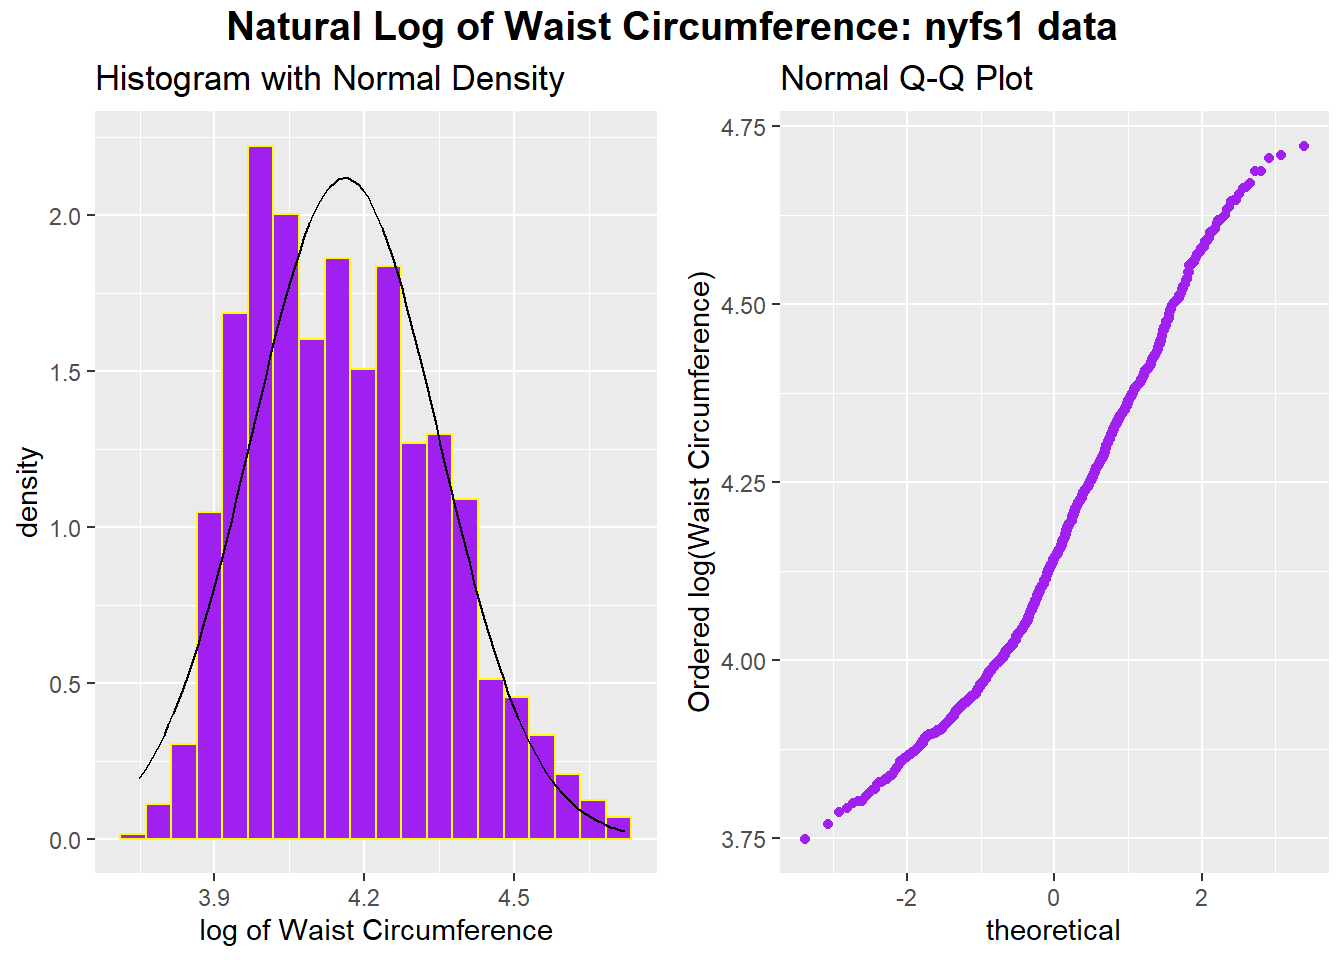 Natural Log of Waist Circumference: nyfs1 data
Histogram with Normal Density
density
2.0
1.5
1.0
0.5
0.0
3.9 4.2 4.5
log of Waist Circumference
Normal Q-Q Plot
Ordered log(Waist Circumference)
4.75
4.50
4.25
4.00
3.75
-2 0 2
theoretical